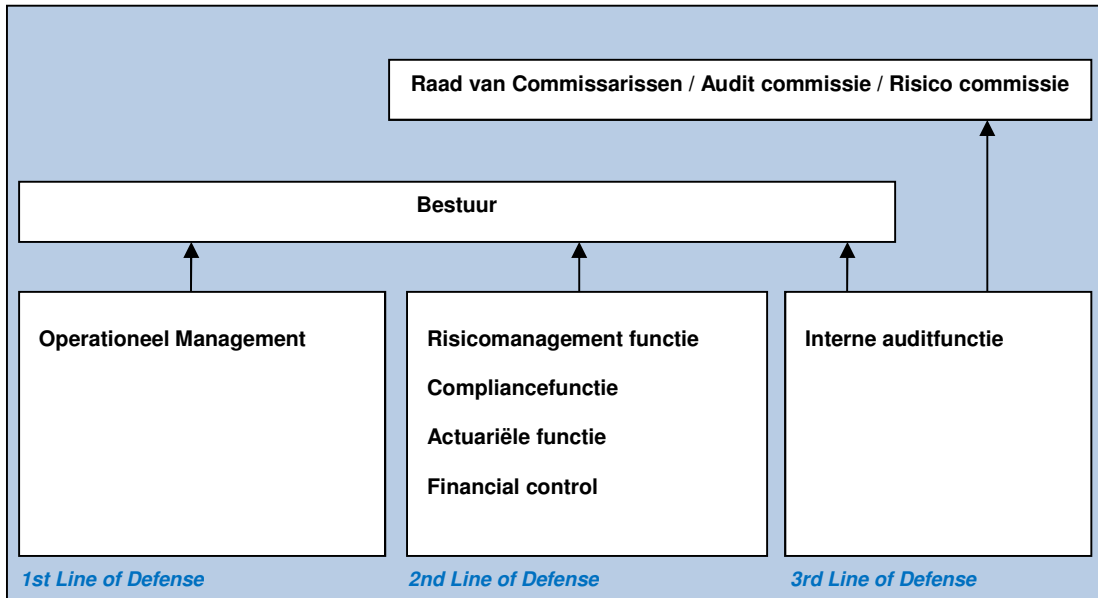 Raad van Commissarissen / Audit commissie / Risico commissie
Bestuur
Operationeel Management
Risicomanagement functie
Compliancefunctie
Actuariële functie
Financial control
Interne auditfunctie
1st Line of Defense
2nd Line of Defense
3rd Line of Defense